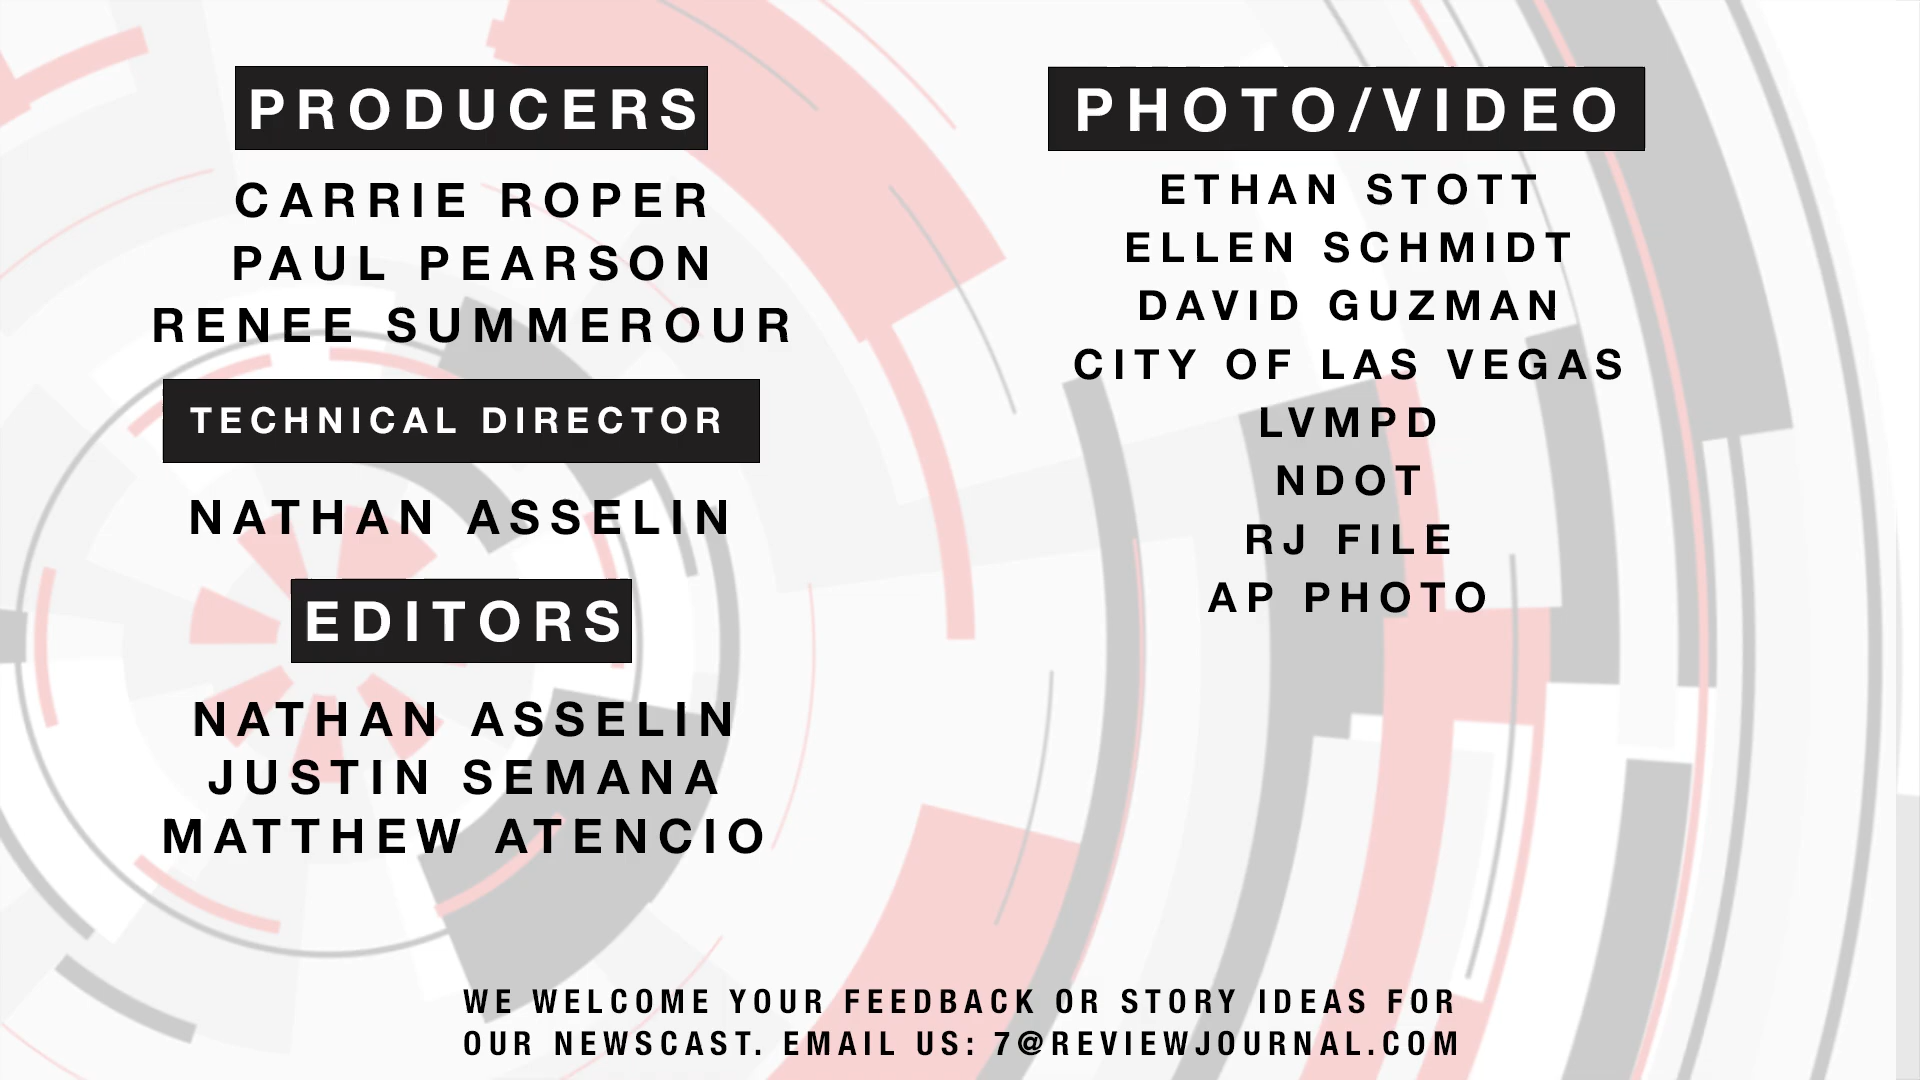 PRODUCERS
CARRIE ROPER
PAUL PEARSON
RENEE SUMMEROUR
TECHNICAL DIRECTOR
NATHAN ASSELIN
EDITORS
NATHAN ASSELIN
JUSTIN SEMANA
MATTHEW ATENCIO
PHOTO/VIDEO
ETHAN STOTT
ELLEN SCHMIDT
DAVID GUZMAN
CITY OF LAS VEGAS
LVMPD
NDOT
RJ FILE
AP PHOTO
WE WELCOME YOUR FEEDBACK OR STORY IDEAS FOR
OUR NEWSCAST. EMAIL US: 7@REVIEWJOURNAL.COM